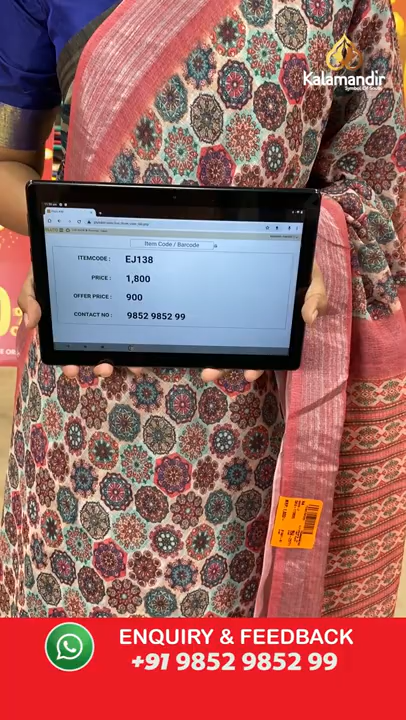 Kalamandir
Item Code / Barcode
ITEMCODE : EJ138
PRICE : 1,800
OFFER PRICE : 900
CONTACT NO : 9852 9852 99
ENQUIRY & FEEDBACK
+91 9852 9852 99